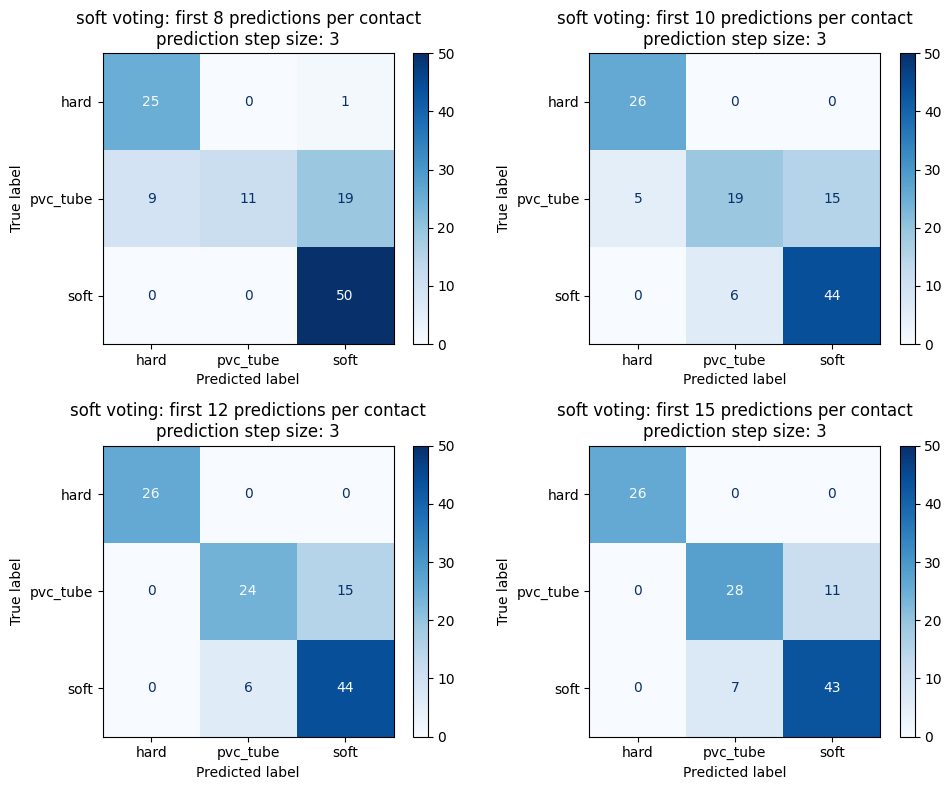 soft voting: first 8 predictions per contact
prediction step size: 3
hard
pvc_tube
soft
True label
25 0 1
9 11 19
0 0 50
hard pvc_tube soft
Predicted label
50
40
30
20
10
0
soft voting: first 10 predictions per contact
prediction step size: 3
hard
pvc_tube
soft
True label
26 0 0
5 19 15
0 6 44
hard pvc_tube soft
Predicted label
50
40
30
20
10
0
soft voting: first 12 predictions per contact
prediction step size: 3
hard
pvc_tube
soft
True label
26 0 0
0 24 15
0 6 44
hard pvc_tube soft
Predicted label
50
40
30
20
10
0
soft voting: first 15 predictions per contact
prediction step size: 3
hard
pvc_tube
soft
True label
26 0 0
0 28 11
0 7 43
hard pvc_tube soft
Predicted label
50
40
30
20
10
0